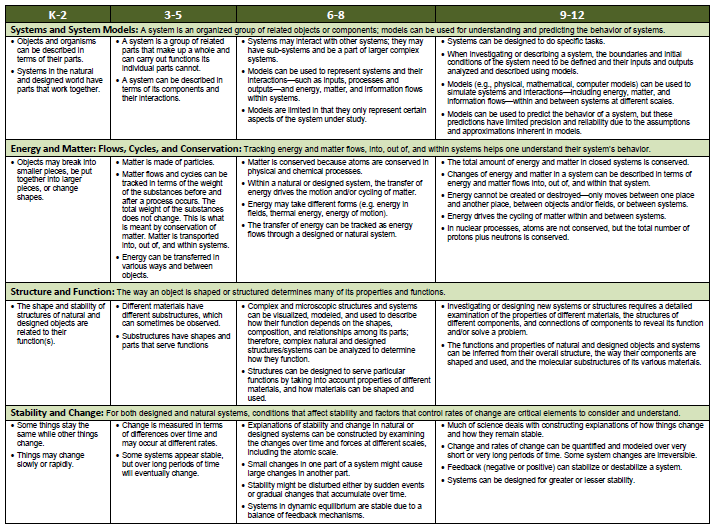 K-2
3-5
6-8
9-12
Systems and System Models: A system is an organized group of related objects or components; models can be used for understanding and predicting the behavior of systems.
• Objects and organisms
can be described in
terms of their parts.
• Systems in the natural
and designed world have
parts that work together.
• A system is a group of related
parts that make up a whole and
can carry out functions its
individual parts cannot.
• A system can be described in
terms of its components and
their interactions.
• Systems may interact with other systems; they may
have sub-systems and be a part of larger complex
systems.
• Models can be used to represent systems and their
interactions—such as inputs, processes and
outputs—and energy, matter, and information flows
within systems.
• Models are limited in that they only represent certain
aspects of the system under study.
• Systems can be designed to do specific tasks.
• When investigating or describing a system, the boundaries and initial
conditions of the system need to be defined and their inputs and outputs
analyzed and described using models.
• Models (e.g., physical, mathematical, computer models) can be used to
simulate systems and interactions—including energy, matter, and
information flows—within and between systems at different scales.
• Models can be used to predict the behavior of a system, but these
predictions have limited precision and reliability due to the assumptions
and approximations inherent in models.
Energy and Matter: Flows, Cycles, and Conservation: Tracking energy and matter flows, into, out of, and within systems helps one understand their system's behavior.
• Objects may break into
smaller pieces, be put
together into larger
pieces, or change
shapes.
• Matter is made of particles.
• Matter flows and cycles can be
tracked in terms of the weight
of the substances before and
after a process occurs. The
total weight of the substances
does not change. This is what
is meant by conservation of
matter. Matter is transported
into, out of, and within systems.
• Energy can be transferred in
various ways and between
objects.
• Matter is conserved because atoms are conserved in
physical and chemical processes.
• Within a natural or designed system, the transfer of
energy drives the motion and/or cycling of matter.
• Energy may take different forms (e.g. energy in
fields, thermal energy, energy of motion).
• The transfer of energy can be tracked as energy
flows through a designed or natural system.
• The total amount of energy and matter in closed systems is conserved.
• Changes of energy and matter in a system can be described in terms of
energy and matter flows into, out of, and within that system.
• Energy cannot be created or destroyed—only moves between one place
and another place, between objects and/or fields, or between systems.
• Energy drives the cycling of matter within and between systems.
• In nuclear processes, atoms are not conserved, but the total number of
protons plus neutrons is conserved.
Structure and Function: The way an object is shaped or structured determines many of its properties and functions.
• The shape and stability of
structures of natural and
designed objects are
related to their
function(s).
• Different materials have
different substructures, which
can sometimes be observed.
• Substructures have shapes and
parts that serve functions
• Complex and microscopic structures and systems
can be visualized, modeled, and used to describe
how their function depends on the shapes,
composition, and relationships among its parts;
therefore, complex natural and designed
structures/systems can be analyzed to determine
how they function.
• Structures can be designed to serve particular
functions by taking into account properties of different
materials, and how materials can be shaped and
used.
• Investigating or designing new systems or structures requires a detailed
examination of the properties of different materials, the structures of
different components, and connections of components to reveal its function
and/or solve a problem.
• The functions and properties of natural and designed objects and systems
can be inferred from their overall structure, the way their components are
shaped and used, and the molecular substructures of its various materials.
Stability and Change: For both designed and natural systems, conditions that affect stability and factors that control rates of change are critical elements to consider and understand.
• Some things stay the
same while other things
change.
• Things may change
slowly or rapidly.
• Change is measured in terms of
differences over time and
may occur at different rates.
• Some systems appear stable,
but over long periods of time
will eventually change.
• Explanations of stability and change in natural or
designed systems can be constructed by examining
the changes over time and forces at different scales,
including the atomic scale.
• Small changes in one part of a system might cause
large changes in another part.
• Stability might be disturbed either by sudden events
or gradual changes that accumulate over time.
• Systems in dynamic equilibrium are stable due to a
balance of feedback mechanisms.
• Much of science deals with constructing explanations of how things change
and how they remain stable.
• Change and rates of change can be quantified and modeled over very
short or very long periods of time. Some system changes are irreversible.
• Feedback (negative or positive) can stabilize or destabilize a system.
• Systems can be designed for greater or lesser stability.